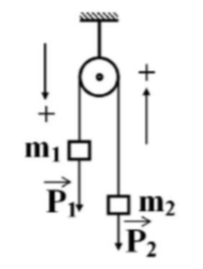 +
+
m₁
P₁
m₂
P₂